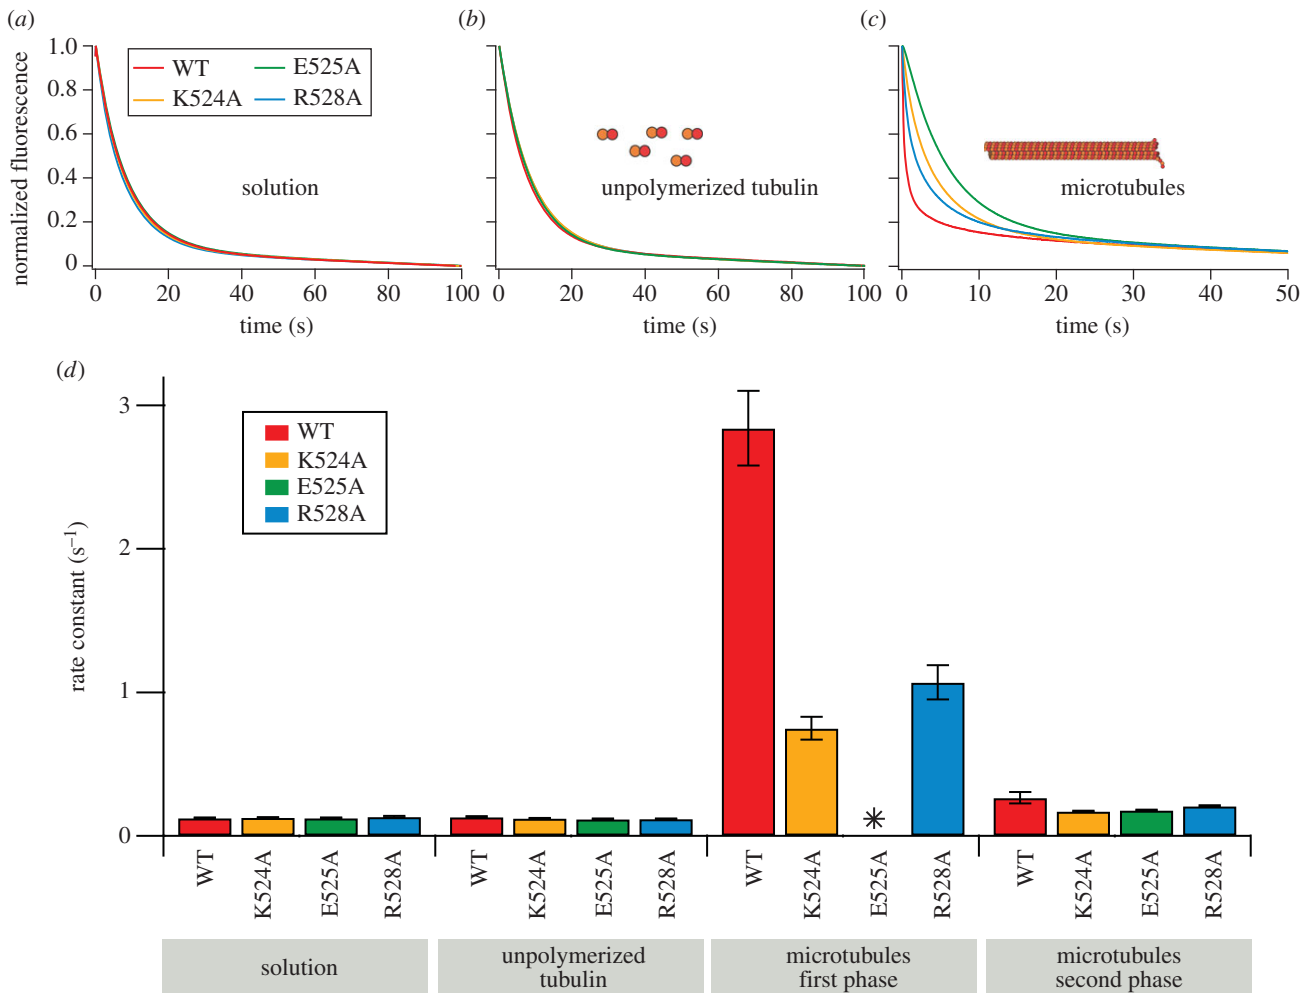 (a)
(b)
(c)
normalized fluorescence
1.0
0.8
0.6
0.4
0.2
0
WT
K524A
E525A
R528A
solution
unpolymerized tubulin
microtubules
0 20 40 60 80 100
time (s)
0 20 40 60 80 100
time (s)
0 10 20 30 40 50
time (s)
(d)
rate constant (s⁻¹)
3
2
1
0
WT
K524A
E525A
R528A
*
WT K524A E525A R528A WT K524A E525A R528A WT K524A E525A R528A WT K524A E525A R528A
solution
unpolymerized
tubulin
microtubules
first phase
microtubules
second phase